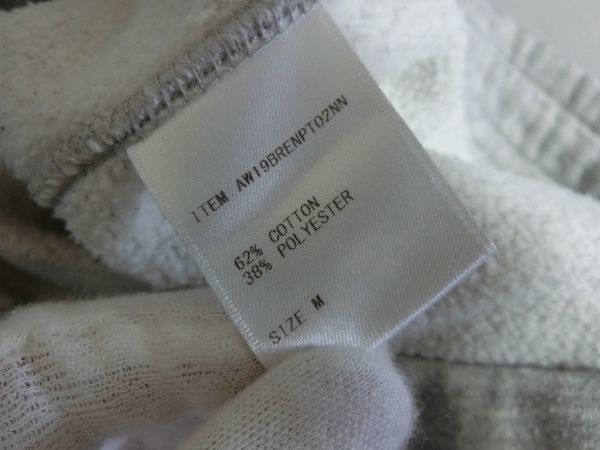 ITEM AW19BRENPT02NN
62% COTTON
38% POLYESTER
SIZE M